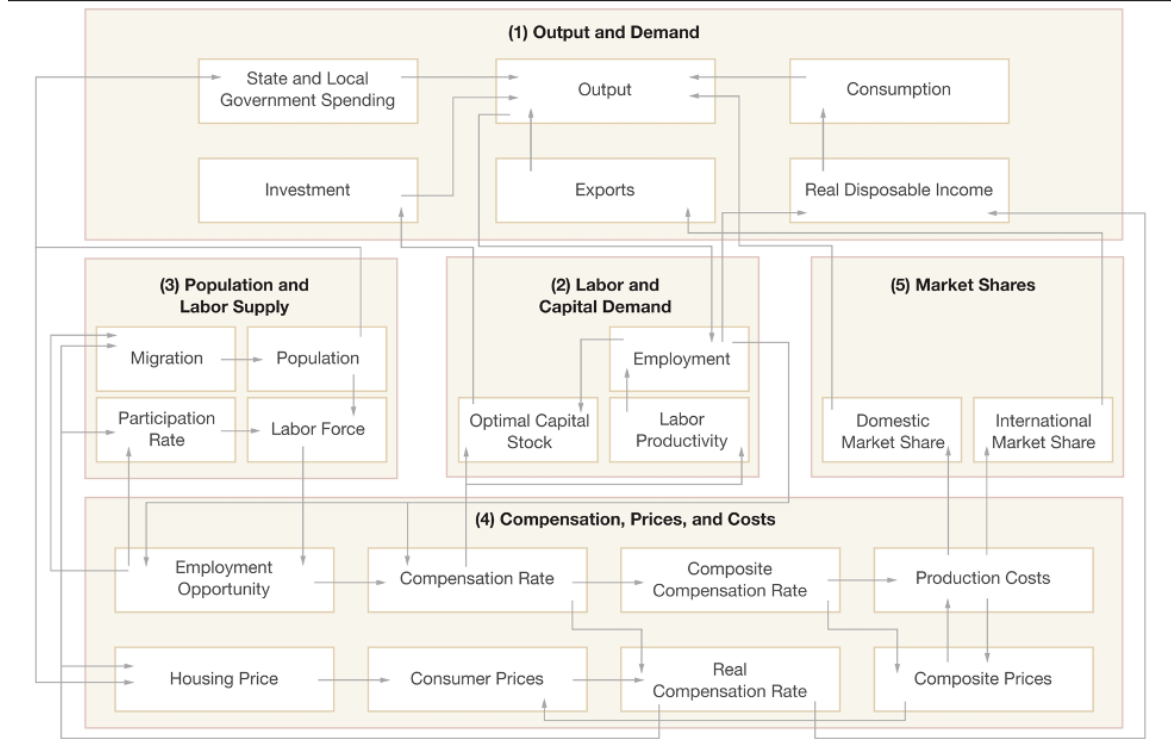 (1) Output and Demand
State and Local
Government Spending
Output
Consumption
Investment
Exports
Real Disposable Income
(3) Population and
Labor Supply
Migration
Population
Participation
Rate
Labor Force
(2) Labor and
Capital Demand
Employment
Optimal Capital
Stock
Labor
Productivity
(5) Market Shares
Domestic
Market Share
International
Market Share
(4) Compensation, Prices, and Costs
Employment
Opportunity
Compensation Rate
Composite
Compensation Rate
Production Costs
Housing Price
Consumer Prices
Real
Compensation Rate
Composite Prices